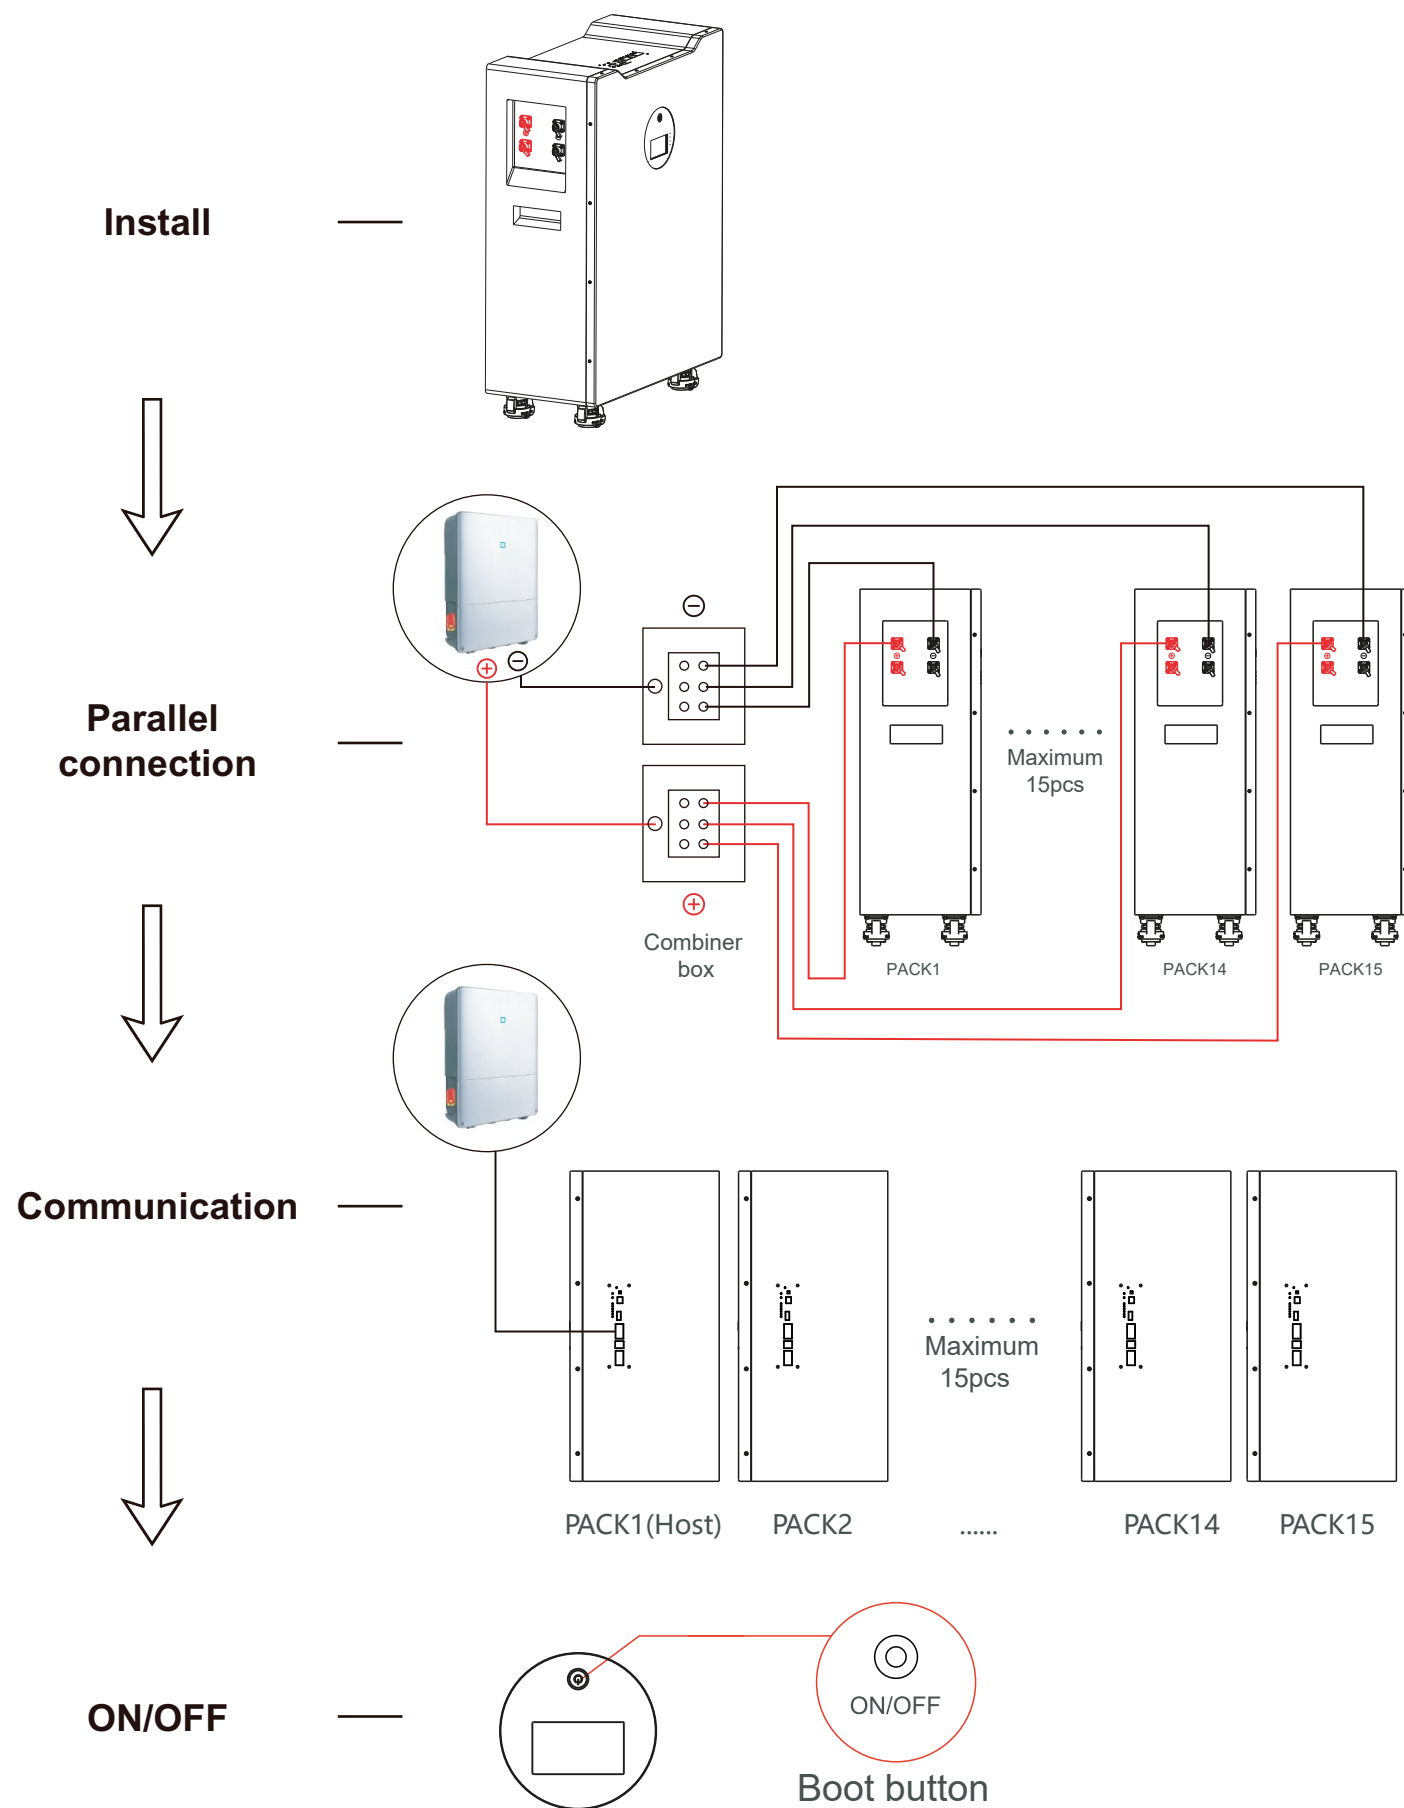 Install
Parallel
connection
Maximum
15pcs
Combiner
box
PACK1
PACK14
PACK15
Communication
Maximum
15pcs
PACK1(Host)
PACK2
......
PACK14
PACK15
ON/OFF
ON/OFF
Boot button